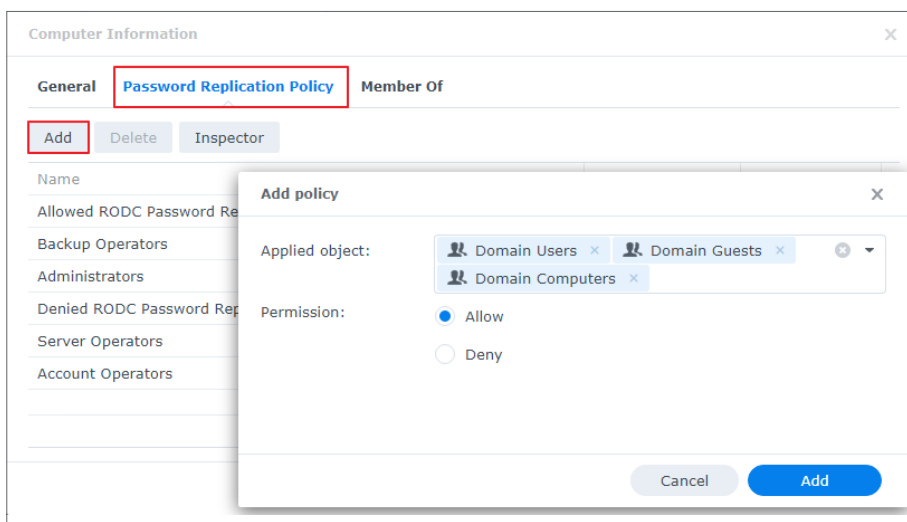 Computer Information
General Password Replication Policy Member Of
Add Delete Inspector
Name
Allowed RODC Password Re
Backup Operators
Administrators
Denied RODC Password Rep
Server Operators
Account Operators
Add policy
Applied object: Domain Users × Domain Guests ×
Domain Computers ×
Permission: Allow
Deny
Cancel Add